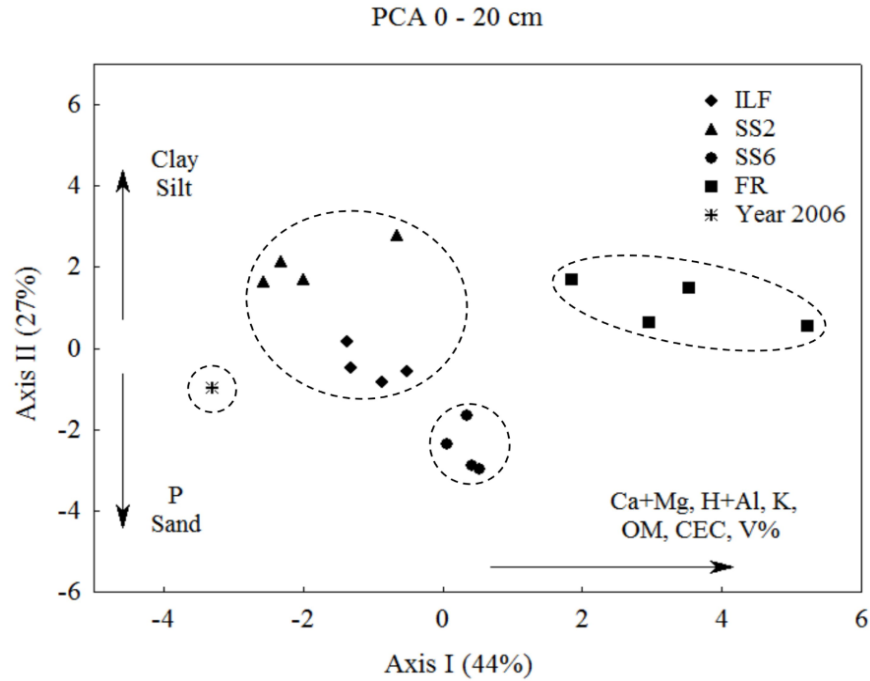 PCA 0 - 20 cm
6
4
2
0
-2
-4
-6
Axis II (27%)
Clay
Silt
P
Sand
ILF
SS2
SS6
FR
Year 2006
Ca+Mg, H+Al, K,
OM, CEC, V%
-4
-2
0
2
4
6
Axis I (44%)